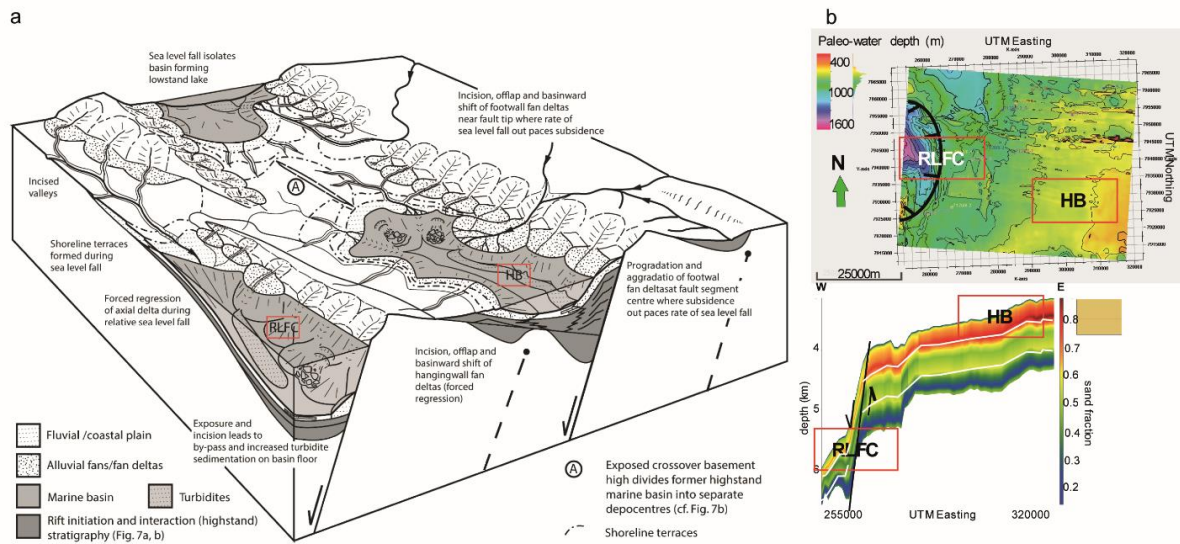 a
Sea level fall isolates
basin forming
lowstand lake
Incision, offlap and
basinward shift of
footwall fan deltas
near fault tip where rate of
sea level fall out paces subsidence
Incised
valleys
A
Shoreline terraces
formed during
sea level fall
Forced regression
of axial delta during
relative sea level fall
RLFC
HB
Progradation and
aggradatio of footwal
fan deltasat fault segment
centre where subsidence
out paces rate of sea level fall
Incision, offlap and
basinward shift of
hangingwall fan
deltas (forced
regression)
Exposure and
incision leads to
by-pass and increased turbidite
sedimentation on basin floor
Fluvial /coastal plain
Alluvial fans/fan deltas
Marine basin
Turbidites
Rift initiation and interaction (highstand)
stratigraphy (Fig. 7a, b)
A
Exposed crossover basement
high divides former highstand
marine basin into separate
depocentres (cf. Fig. 7b)
Shoreline terraces
b
Paleo-water depth (m)
UTM Easting
X-axis
400
1000
1600
N
Y-axis
RLFC
HB
UTM Northing
25000m
X-axis
W
E
HB
RLFC
4
5
6
depth (km)
0.8
0.7
0.6
0.5
0.4
0.3
0.2
sand fraction
255000
UTM Easting
320000